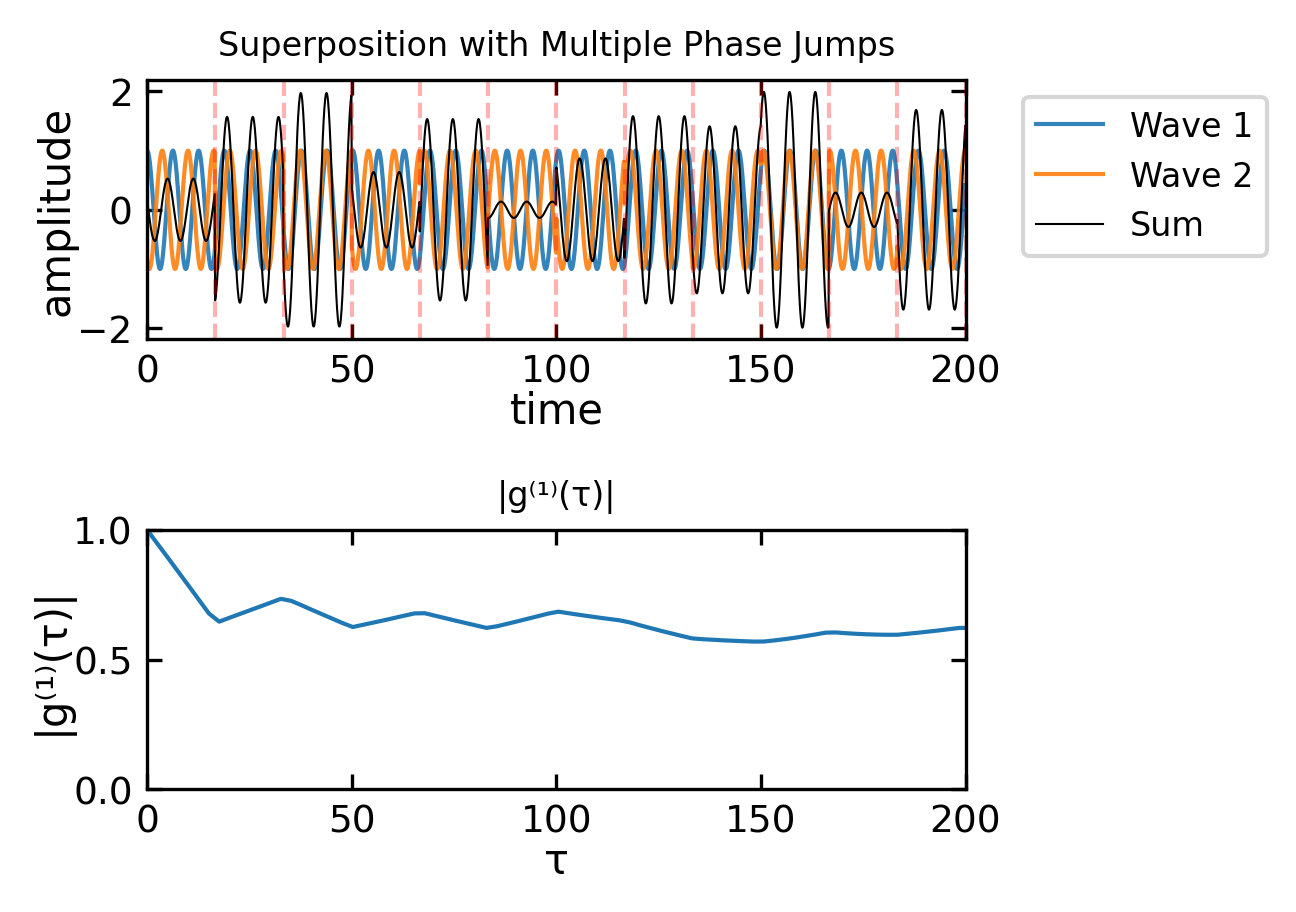 Superposition with Multiple Phase Jumps
2
0
−2
amplitude
0 50 100 150 200
time
Wave 1
Wave 2
Sum
|g⁽¹⁾(τ)|
1.0
0.5
0.0
|g⁽¹⁾(τ)|
0 50 100 150 200
τ